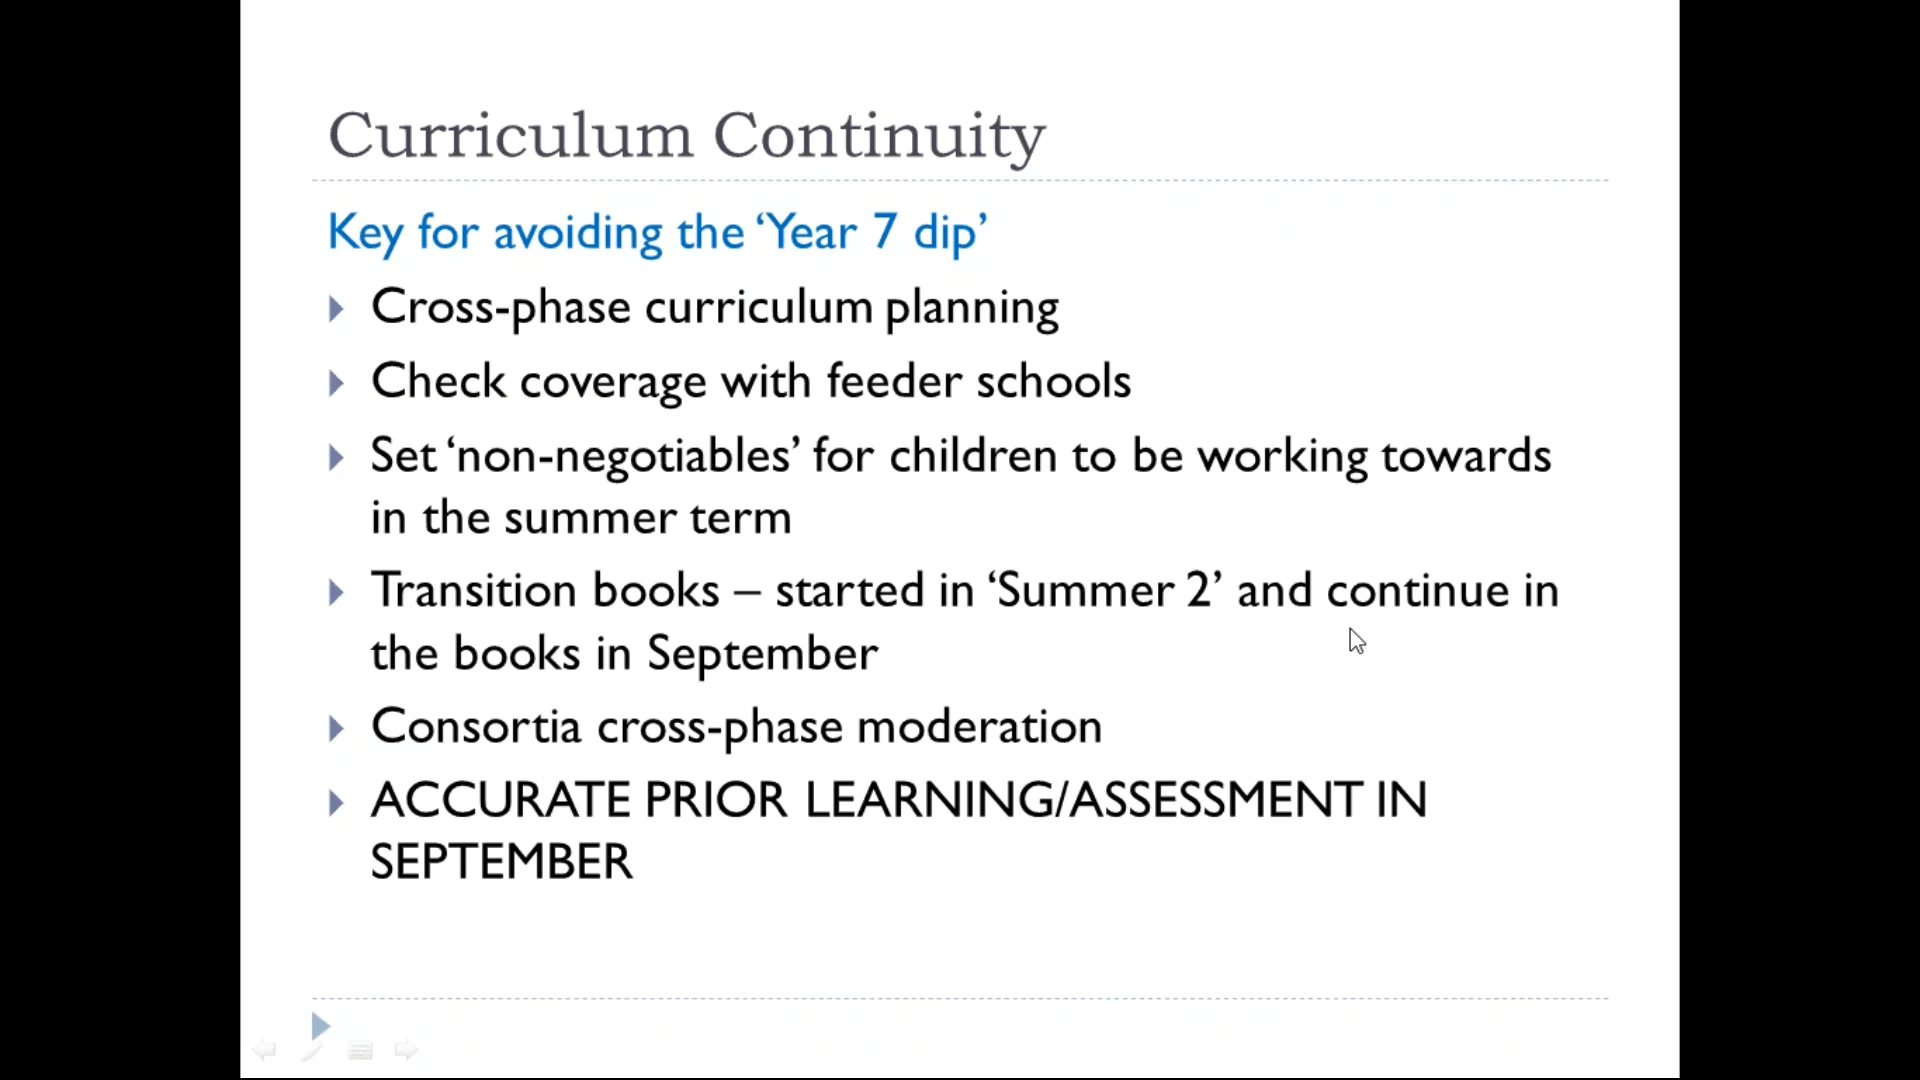 Curriculum Continuity
Key for avoiding the ‘Year 7 dip’
Cross-phase curriculum planning
Check coverage with feeder schools
Set ‘non-negotiables’ for children to be working towards
in the summer term
Transition books – started in ‘Summer 2’ and continue in
the books in September
Consortia cross-phase moderation
ACCURATE PRIOR LEARNING/ASSESSMENT IN
SEPTEMBER